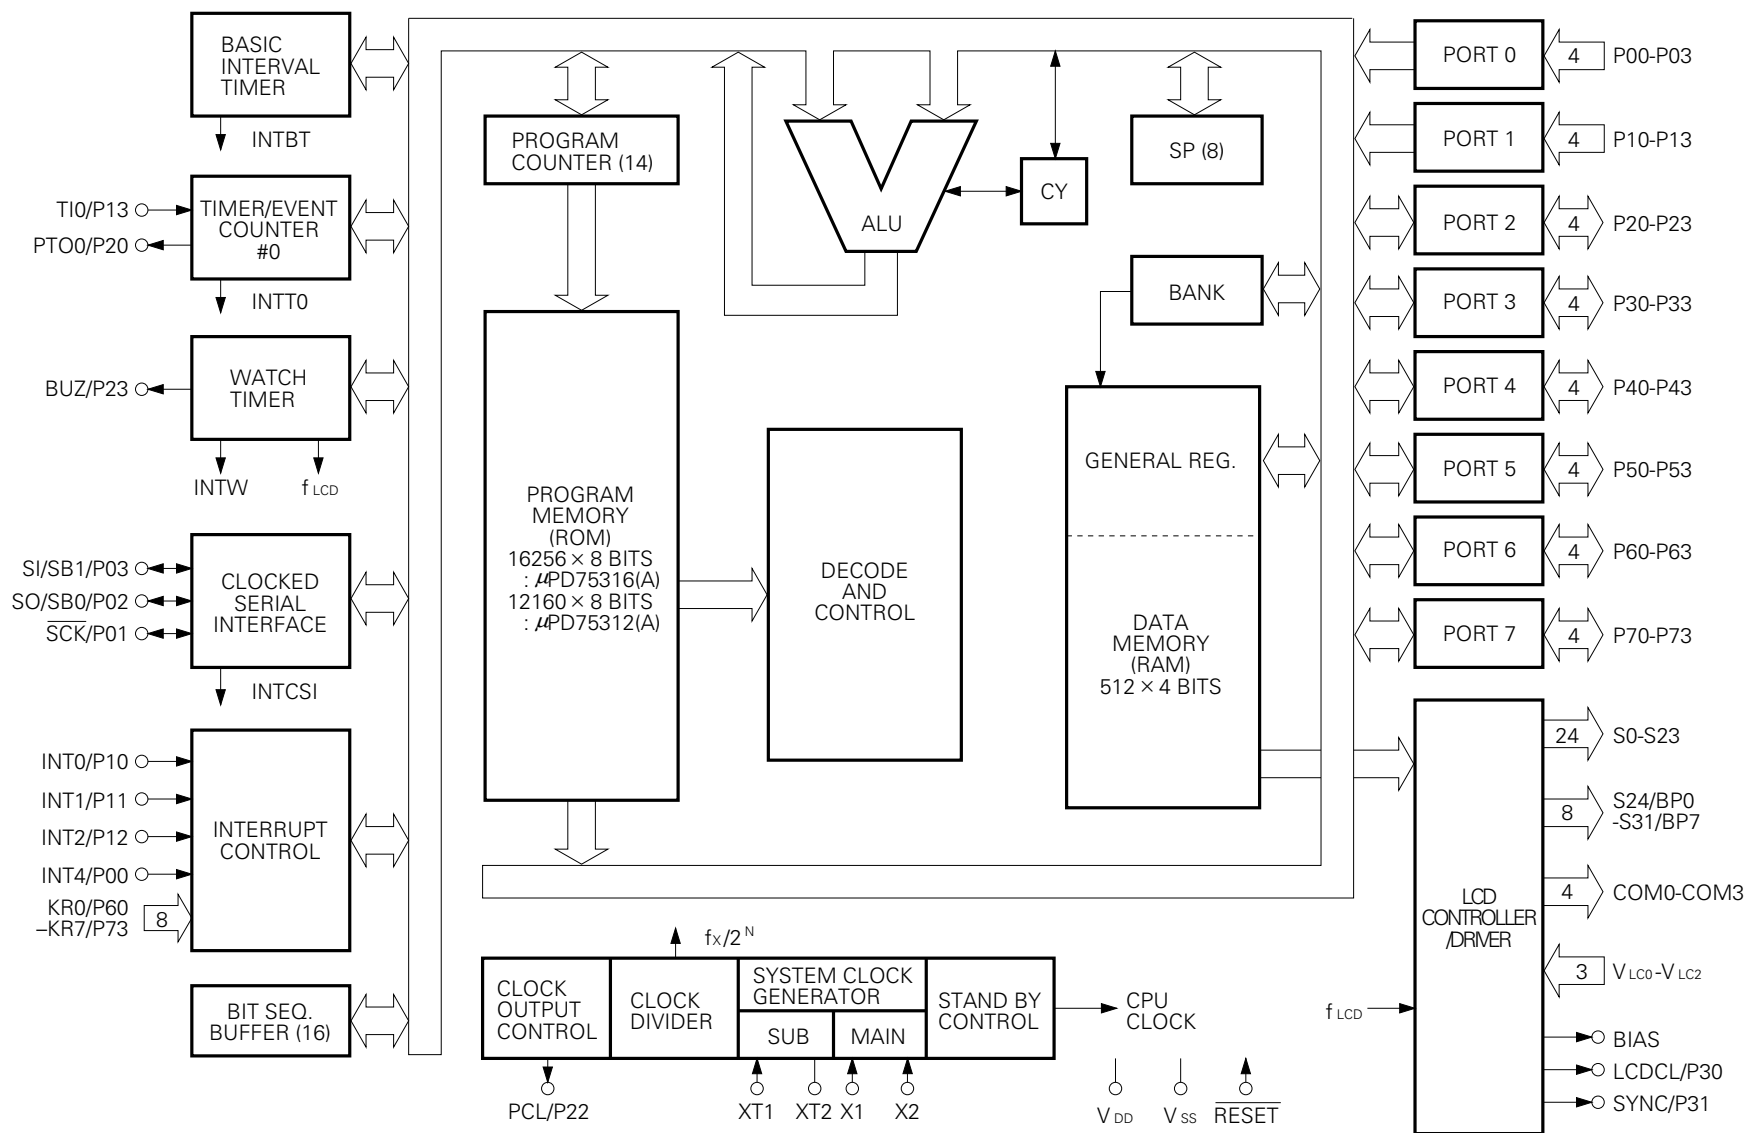 BASIC
INTERVAL
TIMER
INTBT
TI0/P13
PTO0/P20
TIMER/EVENT
COUNTER
#0
INTT0
BUZ/P23
WATCH
TIMER
INTW
fLCD
SI/SB1/P03
SO/SB0/P02
SCK/P01
CLOCKED
SERIAL
INTERFACE
INTCSI
INT0/P10
INT1/P11
INT2/P12
INT4/P00
KR0/P60
–KR7/P73
8
INTERRUPT
CONTROL
BIT SEQ.
BUFFER (16)
PROGRAM
COUNTER (14)
ALU
CY
SP (8)
BANK
PROGRAM
MEMORY
(ROM)
16256 × 8 BITS
: μPD75316(A)
12160 × 8 BITS
: μPD75312(A)
DECODE
AND
CONTROL
GENERAL REG.
DATA
MEMORY
(RAM)
512 × 4 BITS
fX/2N
CLOCK
OUTPUT
CONTROL
CLOCK
DIVIDER
SYSTEM CLOCK
GENERATOR
SUB
MAIN
STAND BY
CONTROL
CPU
CLOCK
PCL/P22
XT1
XT2
X1
X2
VDD
VSS
RESET
PORT 0
4
P00-P03
PORT 1
4
P10-P13
PORT 2
4
P20-P23
PORT 3
4
P30-P33
PORT 4
4
P40-P43
PORT 5
4
P50-P53
PORT 6
4
P60-P63
PORT 7
4
P70-P73
LCD
CONTROLLER
/DRIVER
24
S0-S23
8
S24/BP0
-S31/BP7
4
COM0-COM3
3
VLC0-VLC2
fLCD
BIAS
LCDCL/P30
SYNC/P31